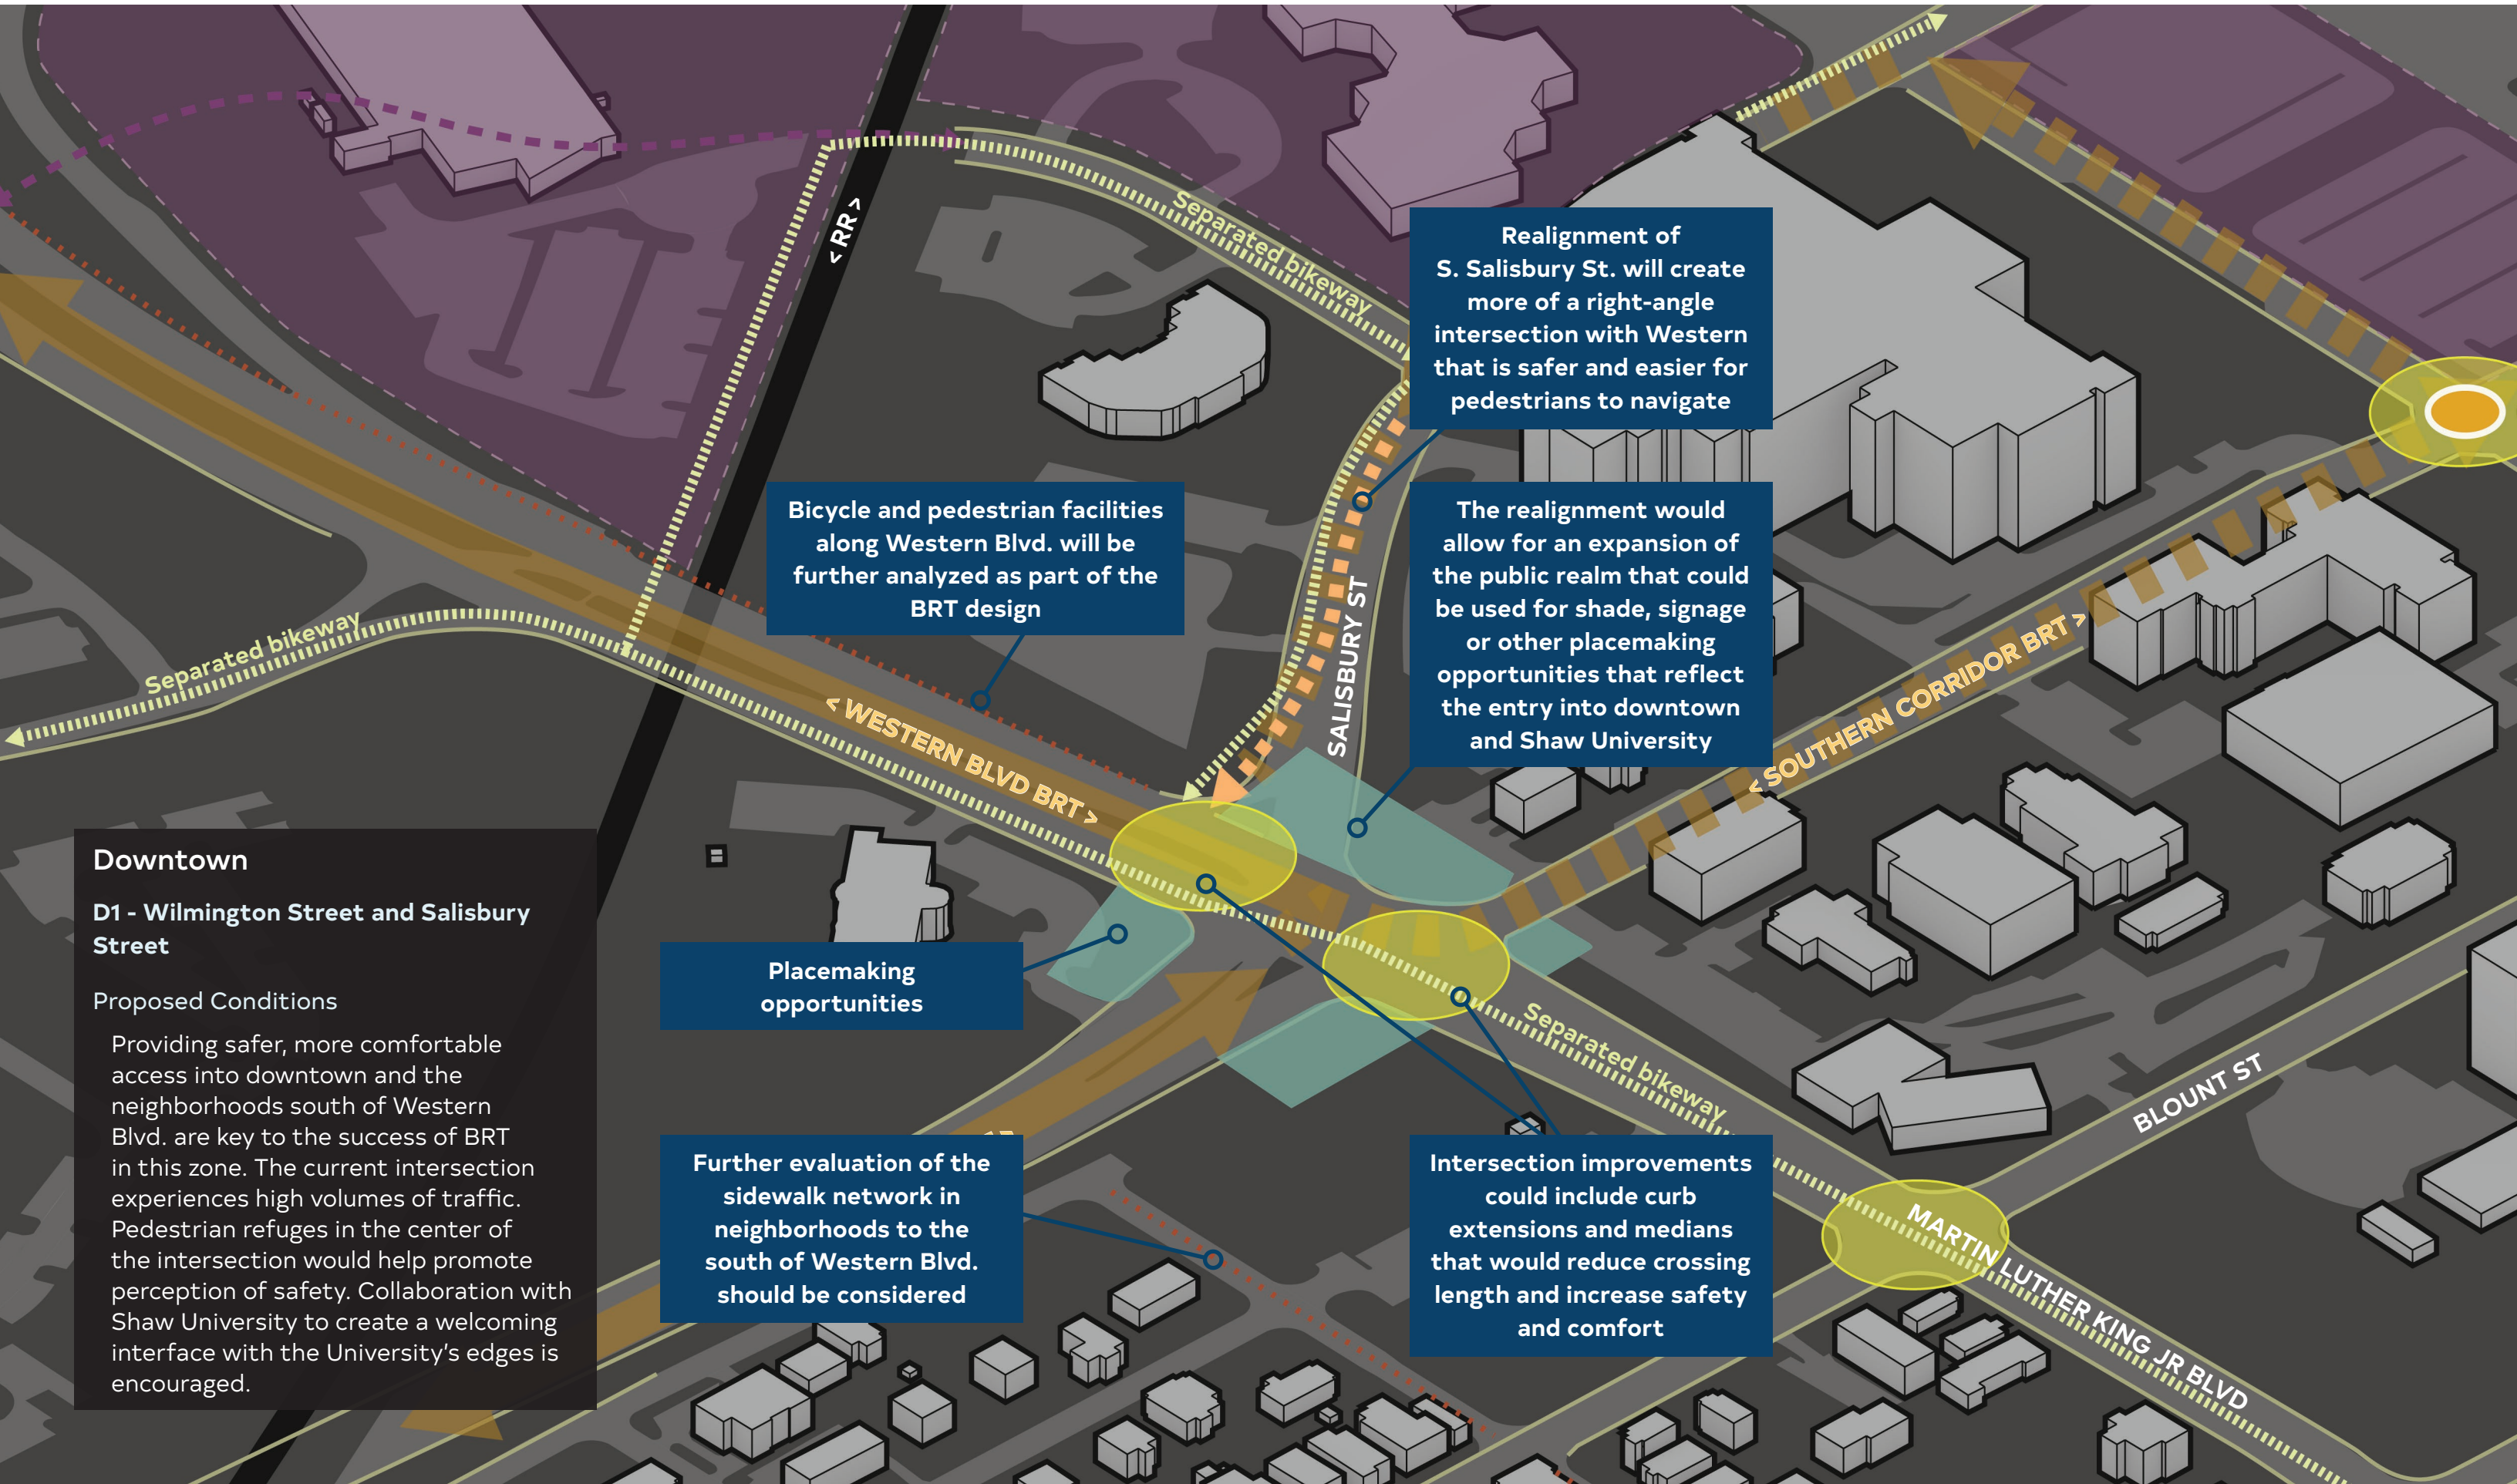 < RR >
Separated bikeway
Realignment of
S. Salisbury St. will create
more of a right-angle
intersection with Western
that is safer and easier for
pedestrians to navigate
Bicycle and pedestrian facilities
along Western Blvd. will be
further analyzed as part of the
BRT design
The realignment would
allow for an expansion of
the public realm that could
be used for shade, signage
or other placemaking
opportunities that reflect
the entry into downtown
and Shaw University
SALISBURY ST
Separated bikeway
< WESTERN BLVD BRT >
< SOUTHERN CORRIDOR BRT >
Downtown
D1 - Wilmington Street and Salisbury
Street
Proposed Conditions
Providing safer, more comfortable
access into downtown and the
neighborhoods south of Western
Blvd. are key to the success of BRT
in this zone. The current intersection
experiences high volumes of traffic.
Pedestrian refuges in the center of
the intersection would help promote
perception of safety. Collaboration with
Shaw University to create a welcoming
interface with the University's edges is
encouraged.
Placemaking
opportunities
Separated bikeway
BLOUNT ST
Further evaluation of the
sidewalk network in
neighborhoods to the
south of Western Blvd.
should be considered
Intersection improvements
could include curb
extensions and medians
that would reduce crossing
length and increase safety
and comfort
MARTIN LUTHER KING JR BLVD